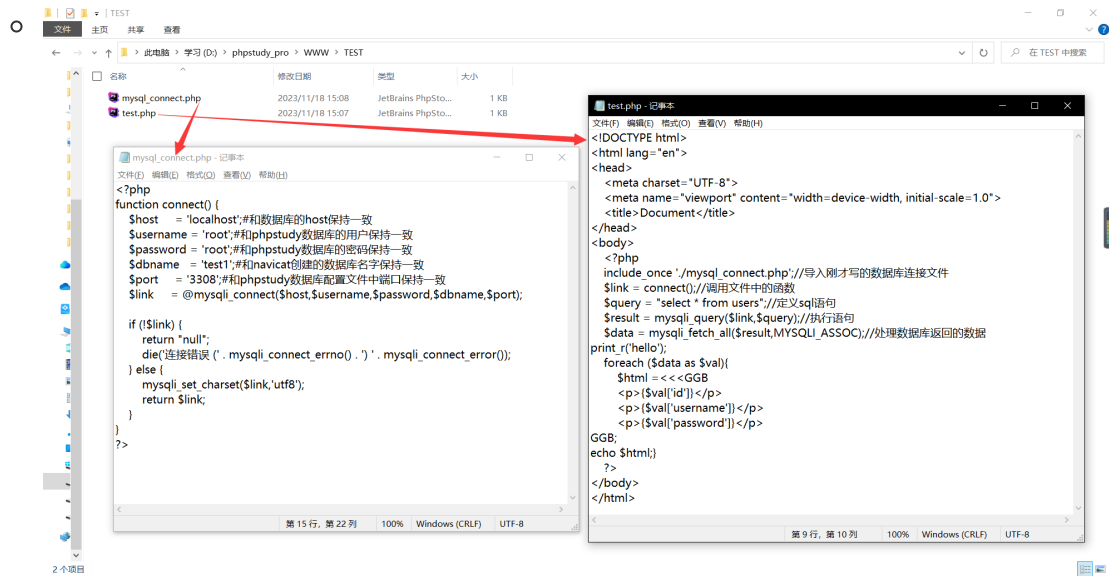 TEST
文件 主页 共享 查看
此电脑 > 学习 (D:) > phpstudy_pro > WWW > TEST
在 TEST 中搜索
名称 修改日期 类型 大小
mysql_connect.php 2023/11/18 15:08 JetBrains PhpSto... 1 KB
test.php 2023/11/18 15:07 JetBrains PhpSto... 1 KB
mysql_connect.php - 记事本
文件(F) 编辑(E) 格式(O) 查看(V) 帮助(H)
<?php
function connect() {
$host = 'localhost';#和数据库的host保持一致
$username = 'root';#和phpstudy数据库的用户保持一致
$password = 'root';#和phpstudy数据库的密码保持一致
$dbname = 'test1';#和navicat创建的数据库名字保持一致
$port = '3308';#和phpstudy数据库配置文件中端口保持一致
$link = @mysqli_connect($host,$username,$password,$dbname,$port);
if (!$link) {
return "null";
die('连接错误 (' . mysqli_connect_errno() . ') ' . mysqli_connect_error());
} else {
mysqli_set_charset($link,'utf8');
return $link;
}
}
?>
第 15 行，第 22 列 100% Windows (CRLF) UTF-8
test.php - 记事本
文件(F) 编辑(E) 格式(O) 查看(V) 帮助(H)
<!DOCTYPE html>
<html lang="en">
<head>
<meta charset="UTF-8">
<meta name="viewport" content="width=device-width, initial-scale=1.0">
<title>Document</title>
</head>
<body>
<?php
include_once './mysql_connect.php';//导入刚才写的数据库连接文件
$link = connect();//调用文件中的函数
$query = "select * from users";//定义sql语句
$result = mysqli_query($link,$query);//执行语句
$data = mysqli_fetch_all($result,MYSQLI_ASSOC);//处理数据库返回的数据
print_r('hello');
foreach ($data as $val){
$html =<<<GGB
<p>{$val['id']}</p>
<p>{$val['username']}</p>
<p>{$val['password']}</p>
GGB;
echo $html;}
?>
</body>
</html>
第 9 行，第 10 列 100% Windows (CRLF) UTF-8
2 个项目